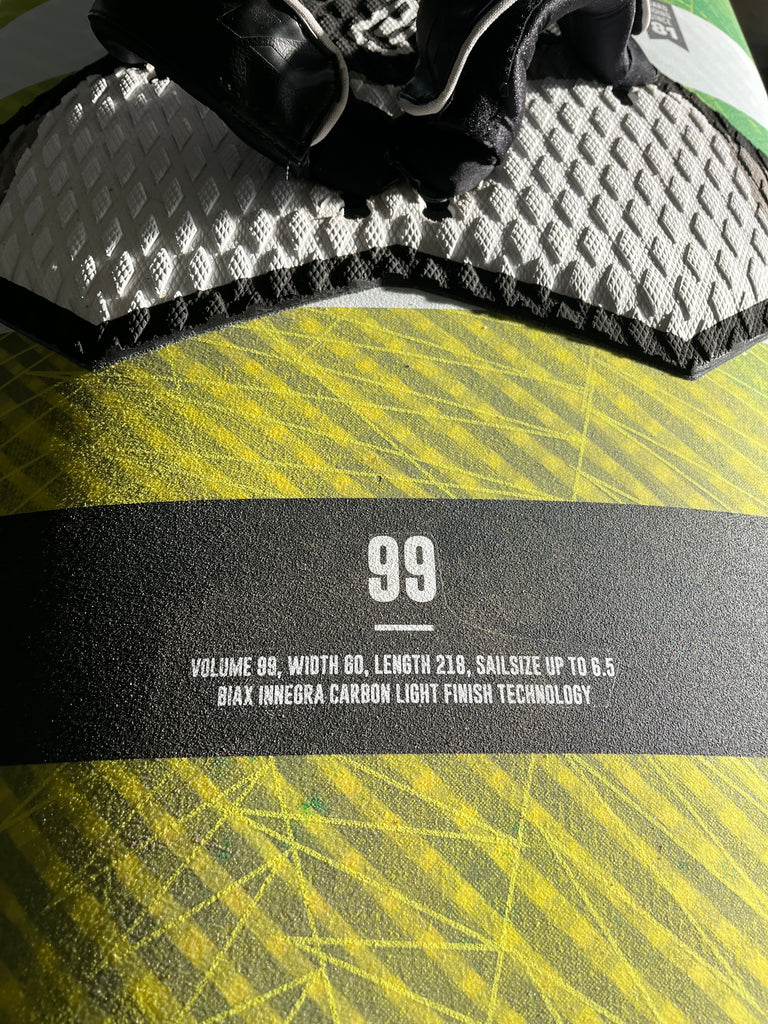 99
VOLUME 99, WIDTH 60, LENGTH 218, SAILSIZE UP TO 6.5
BIAX INNEGRA CARBON LIGHT FINISH TECHNOLOGY